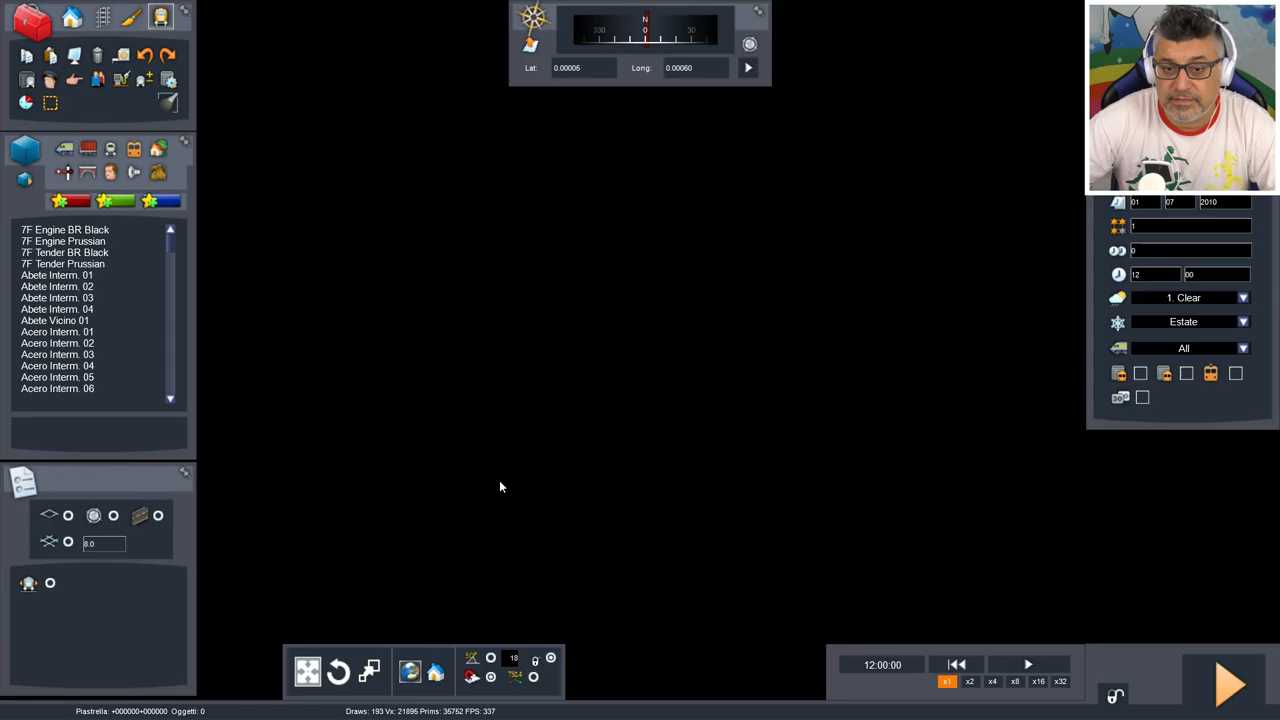 330
N
0
30
Lat:
0.00005
Long:
0.00060
01
07
2010
1
0
12
00
1. Clear
Estate
All
7F Engine BR Black
7F Engine Prussian
7F Tender BR Black
7F Tender Prussian
Abete Interm. 01
Abete Interm. 02
Abete Interm. 03
Abete Interm. 04
Abete Vicino 01
Acero Interm. 01
Acero Interm. 02
Acero Interm. 03
Acero Interm. 04
Acero Interm. 05
Acero Interm. 06
8.0
18
12:00:00
x1
x2
x4
x8
x16
x32
Piastrella: +000000+000000 Oggetti: 0
Draws: 193 Vx: 21895 Prims: 35752 FPS: 337